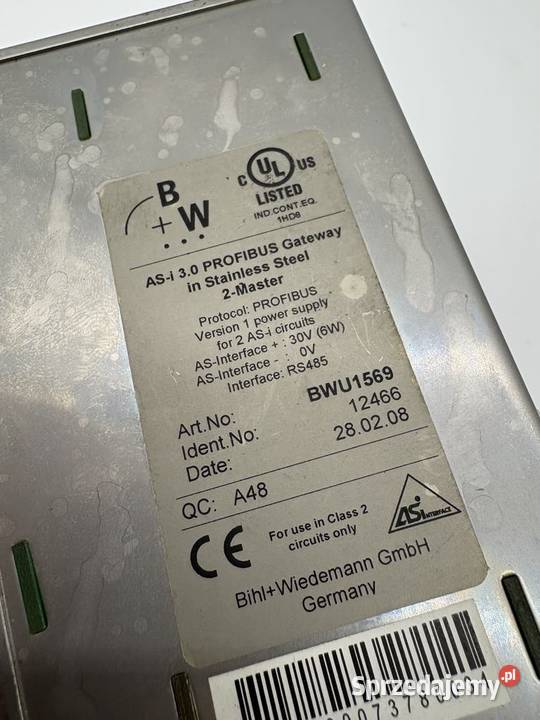 B
+W
...
C UL US
LISTED
IND.CONT.EQ.
1HD8
AS-i 3.0 PROFIBUS Gateway
in Stainless Steel
2-Master
Protocol: PROFIBUS
Version 1 power supply
for 2 AS-i circuits
AS-Interface + : 30V (6W)
AS-Interface - : 0V
Interface: RS485
Art.No: BWU1569
Ident.No: 12466
Date: 28.02.08
QC: A48
CE
For use in Class 2
circuits only
ASi
INTERFACE
Bihl+Wiedemann GmbH
Germany
Sprzedajemy.pl